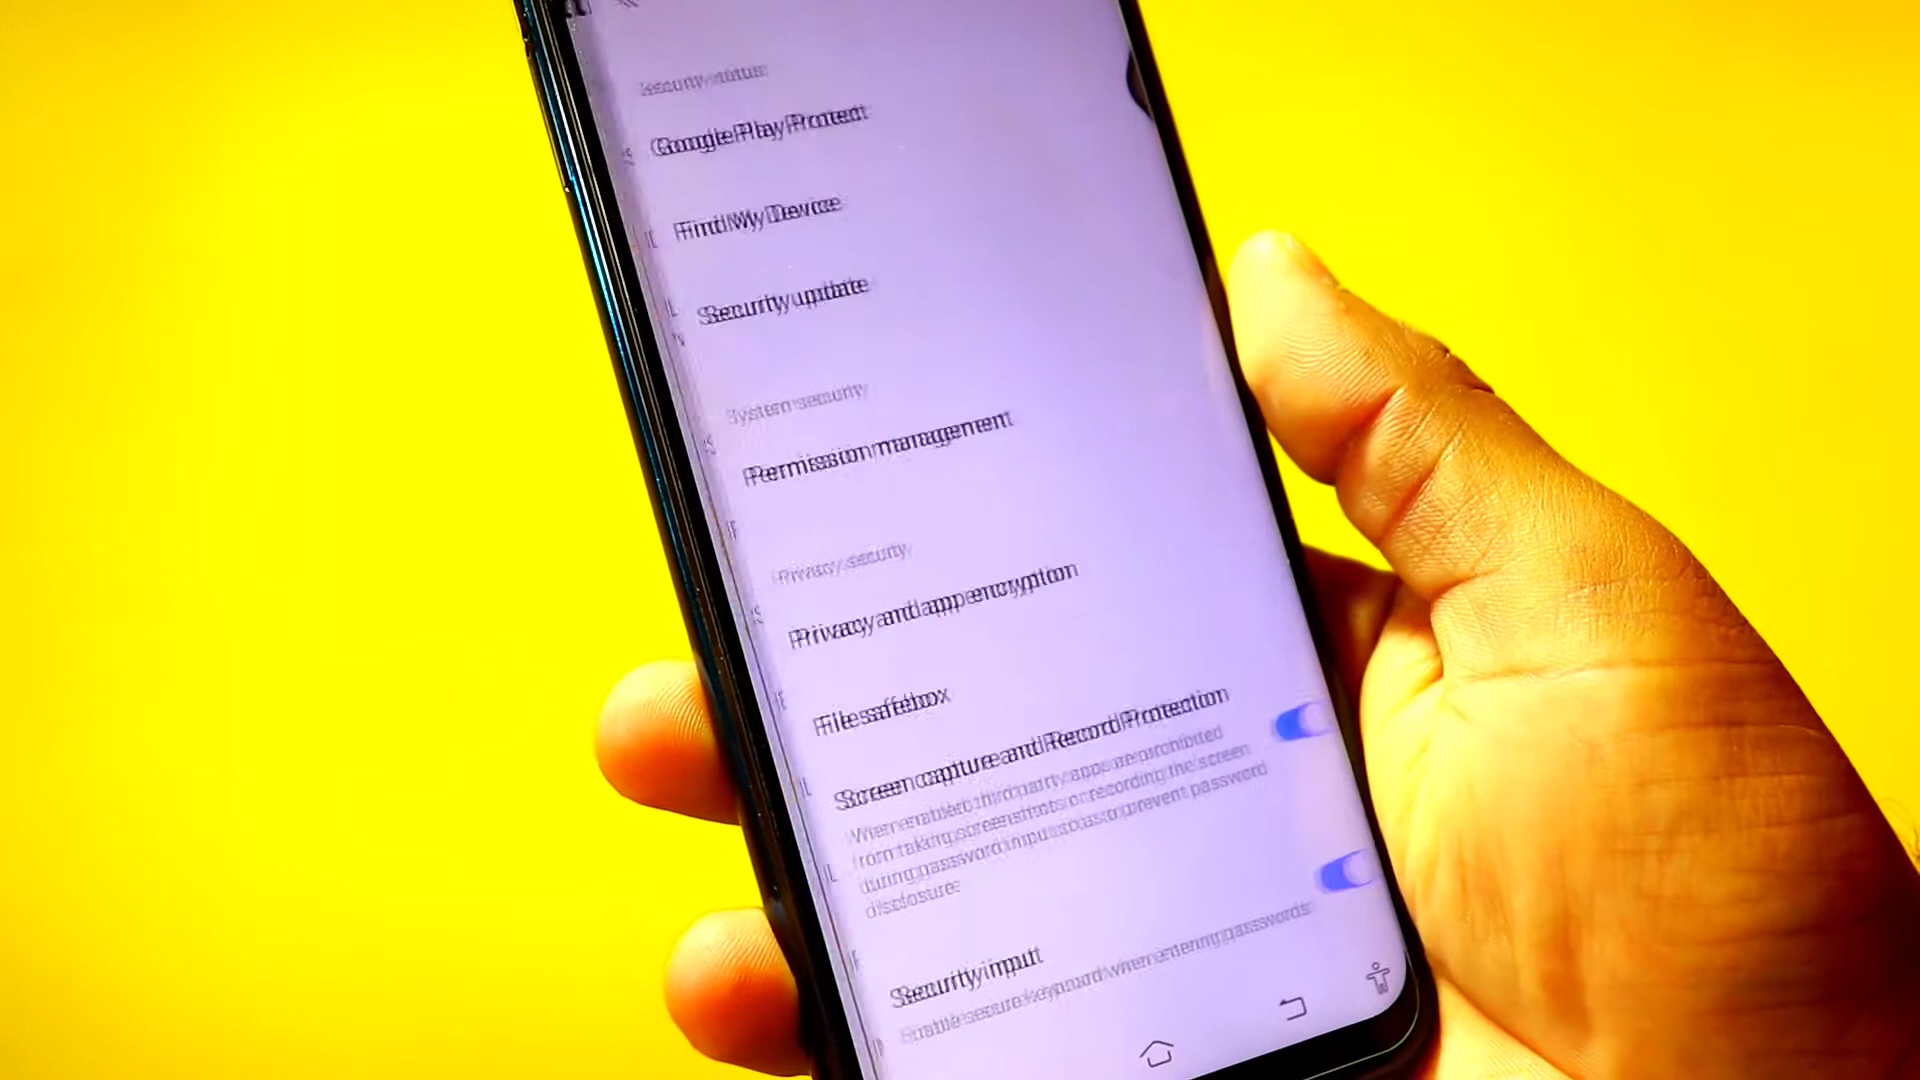 Security status
Google Play Protect
Find My Device
Security update
System security
Permission management
Privacy security
Privacy and app encryption
File safebox
Screen capture and Record Protection
When enabled, third party apps are prohibited
from taking screenshots or recording the screen
during password input so as to prevent password
disclosure.
Security input
Enable secure keyboard when entering passwords.